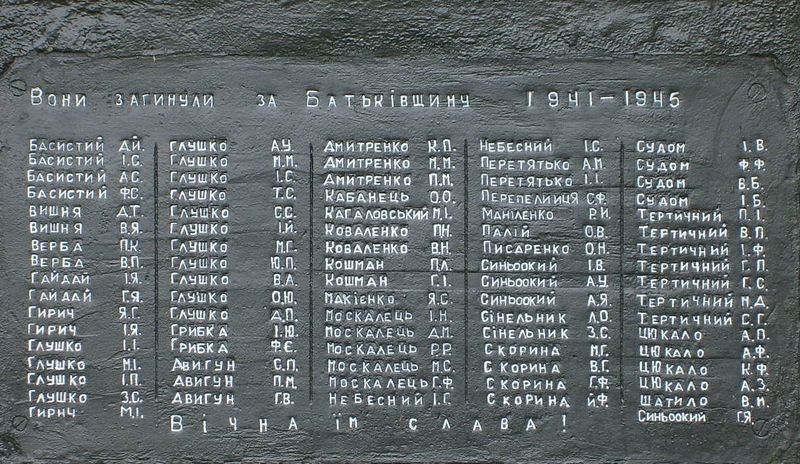 Вони загинули за Батьківщину 1941-1945
Басистий Д.Й.
Басистий І.С.
Басистий А.С.
Басистий Ф.С.
Вишня Д.Т.
Вишня В.Я.
Верба П.К.
Верба В.П.
Гайдай І.Я.
Гайдай Г.Я.
Гирич Я.Г.
Гирич І.Я.
Глушко І.І.
Глушко М.І.
Глушко І.П.
Глушко З.С.
Гирич М.І.
Глушко А.У.
Глушко М.М.
Глушко І.С.
Глушко Т.С.
Глушко С.С.
Глушко І.Й.
Глушко М.Г.
Глушко Ю.П.
Глушко В.А.
Глушко О.Ю.
Глушко Д.П.
Грибка І.Ю.
Грибка Ф.Є.
Двигун С.П.
Двигун П.М.
Двигун Г.В.
Дмитренко К.П.
Дмитренко М.М.
Дмитренко П.М.
Кабанець О.О.
Кагаловський М.І.
Коваленко П.Н.
Коваленко В.Н.
Кошман П.Л.
Кошман Г.І.
Макієнко Я.С.
Москалець І.Н.
Москалець Д.М.
Москалець Р.Р.
Москалець М.С.
Москалець Г.Ф.
Небесний І.Г.
Небесний І.С.
Перетятько А.М.
Перетятько І.І.
Перепелиця С.Ф.
Маніленко Р.И.
Палій О.В.
Писаренко О.Н.
Синьоокий І.В.
Синьоокий А.У.
Синьоокий А.Я.
Сінельник Л.О.
Сінельник З.С.
Скорина М.Г.
Скорина В.Г.
Скорина Г.Ф.
Скорина Й.Ф.
Судом І.В.
Судом Ф.Ф.
Судом В.Б.
Судом І.Б.
Тертичний П.І.
Тертичний В.П.
Тертичний І.Ф.
Тертичний Г.П.
Тертичний Г.С.
Тертичний М.Д.
Тертичний С.Г.
Цюкало А.П.
Цюкало А.Ф.
Цюкало К.Ф.
Цюкало А.З.
Шатило В.М.
Синьоокий Г.Я.
Вічна їм слава!